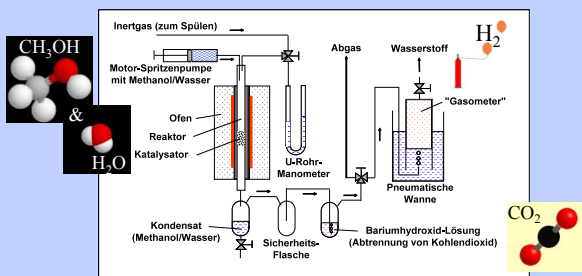 CH3OH
&
H2O
Inertgas (zum Spülen)
Motor-Spritzenpumpe
mit Methanol/Wasser
Ofen
Reaktor
Katalysator
U-Rohr-
Manometer
Abgas
Wasserstoff
H2
"Gasometer"
Pneumatische
Wanne
Kondensat
(Methanol/Wasser)
Sicherheits-
Flasche
Bariumhydroxid-Lösung
(Abtrennung von Kohlendioxid)
CO2